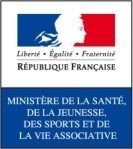 Liberté • Égalité • Fraternité
RÉPUBLIQUE FRANÇAISE
MINISTÈRE DE LA SANTÉ,
DE LA JEUNESSE,
DES SPORTS ET DE
LA VIE ASSOCIATIVE